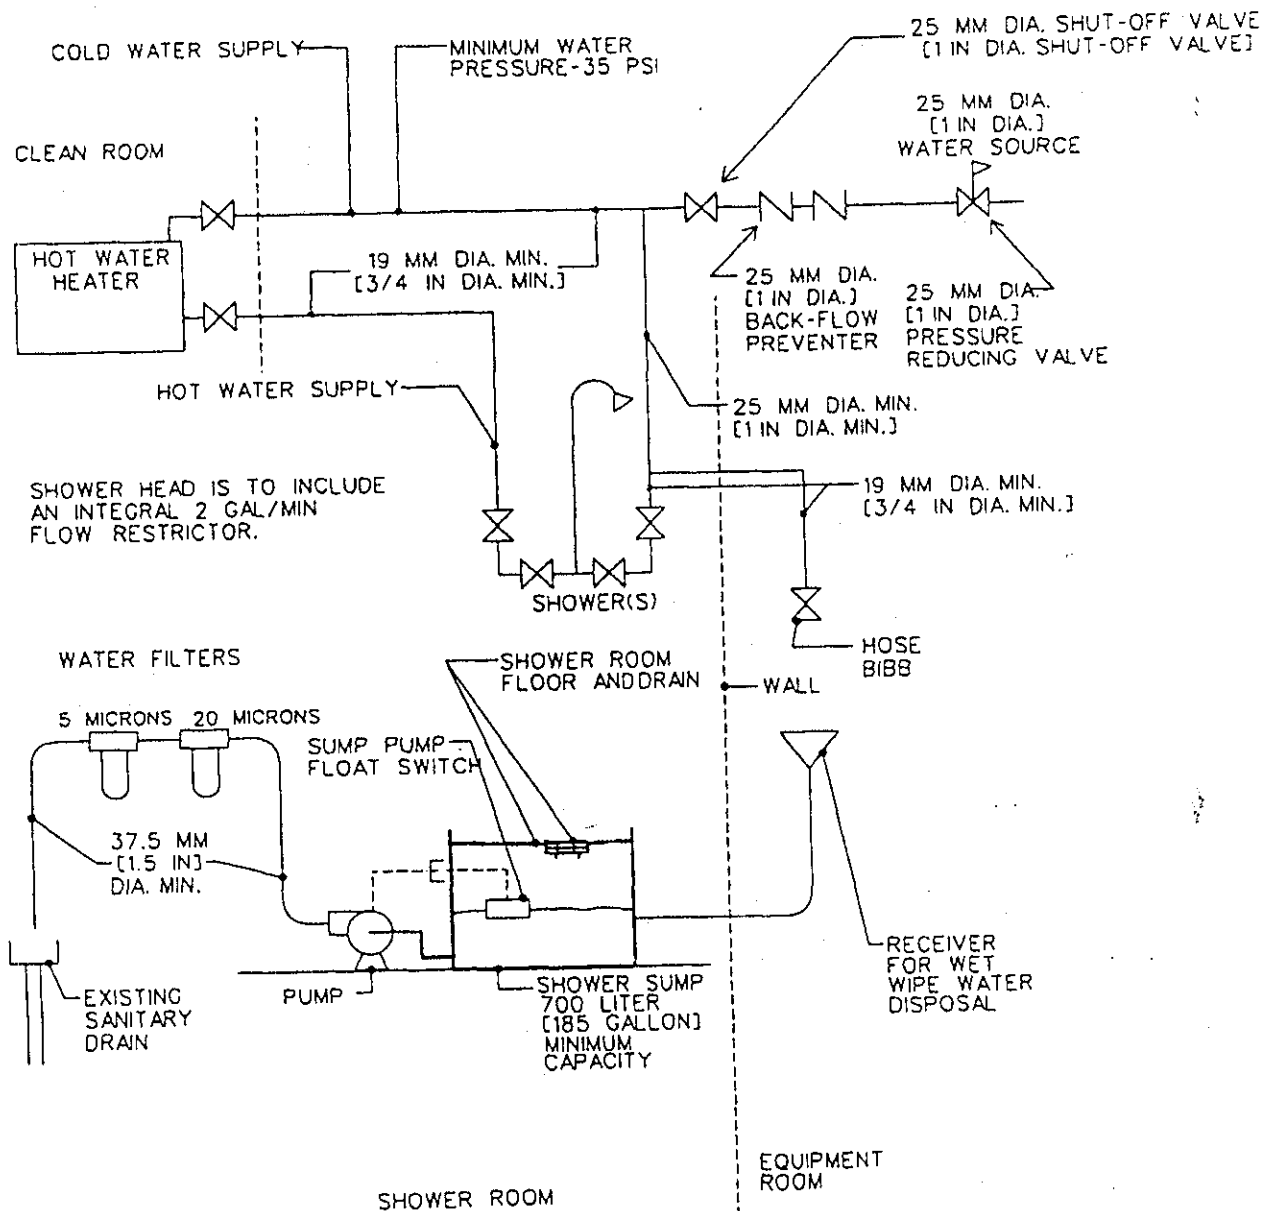 25 MM DIA. SHUT-OFF VALVE
[1 IN DIA. SHUT-OFF VALVE]
COLD WATER SUPPLY
MINIMUM WATER
PRESSURE-35 PSI
25 MM DIA.
[1 IN DIA.]
WATER SOURCE
CLEAN ROOM
HOT WATER
HEATER
19 MM DIA. MIN.
[3/4 IN DIA. MIN.]
25 MM DIA.
[1 IN DIA.]
BACK-FLOW
PREVENTER
25 MM DIA.
[1 IN DIA.]
PRESSURE
REDUCING VALVE
HOT WATER SUPPLY
25 MM DIA. MIN.
[1 IN DIA. MIN.]
SHOWER HEAD IS TO INCLUDE
AN INTEGRAL 2 GAL/MIN
FLOW RESTRICTOR.
19 MM DIA. MIN.
[3/4 IN DIA. MIN.]
SHOWER(S)
HOSE
BIBB
WATER FILTERS
SHOWER ROOM
FLOOR ANDDRAIN
WALL
5 MICRONS 20 MICRONS
SUMP PUMP
FLOAT SWITCH
37.5 MM
[1.5 IN]
DIA. MIN.
RECEIVER
FOR WET
WIPE WATER
DISPOSAL
EXISTING
SANITARY
DRAIN
PUMP
SHOWER SUMP
700 LITER
[185 GALLON]
MINIMUM
CAPACITY
EQUIPMENT
ROOM
SHOWER ROOM